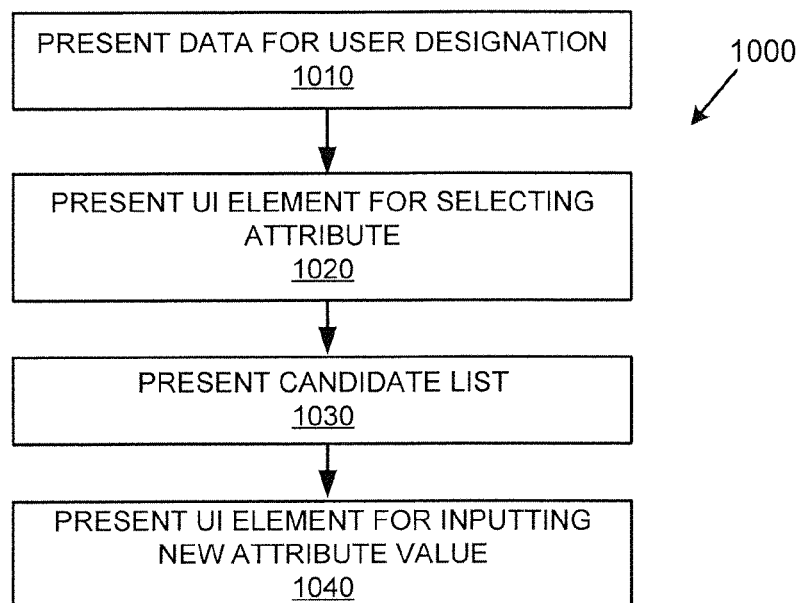 PRESENT DATA FOR USER DESIGNATION
1010
1000
PRESENT UI ELEMENT FOR SELECTING
ATTRIBUTE
1020
PRESENT CANDIDATE LIST
1030
PRESENT UI ELEMENT FOR INPUTTING
NEW ATTRIBUTE VALUE
1040